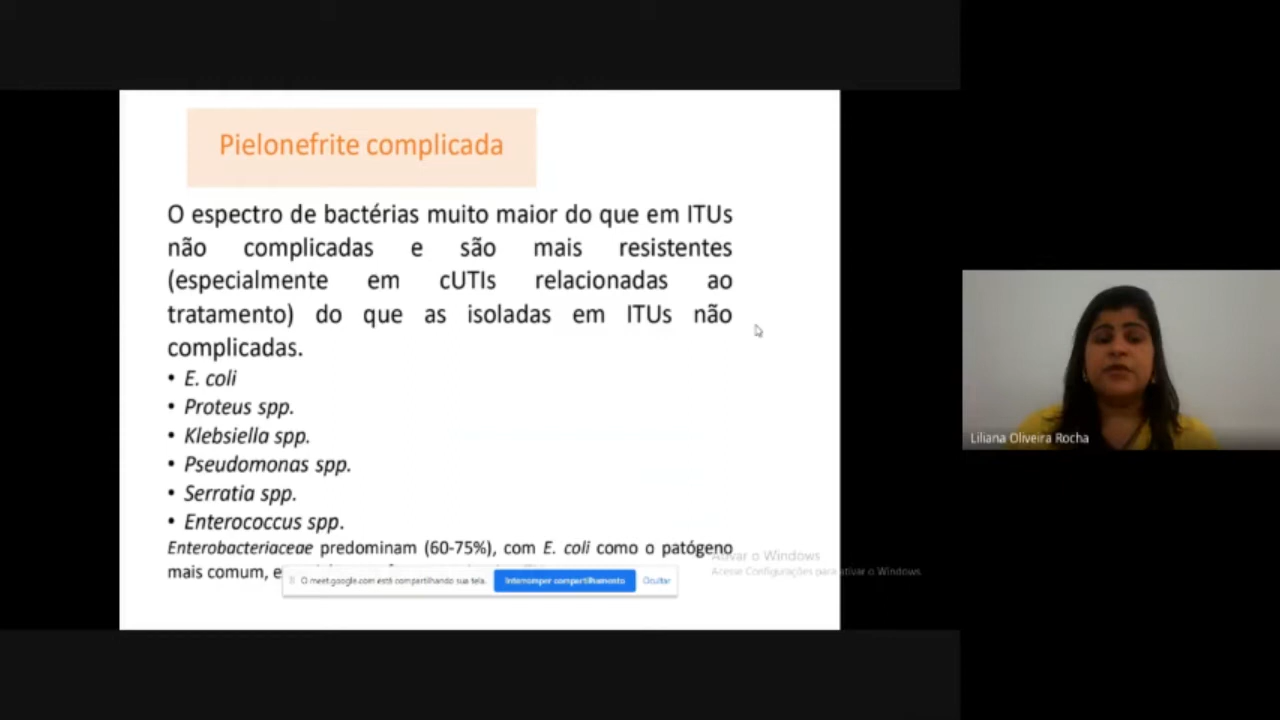 Pielonefrite complicada
O espectro de bactérias muito maior do que em ITUs
não complicadas e são mais resistentes
(especialmente em cUTIs relacionadas ao
tratamento) do que as isoladas em ITUs não
complicadas.
• E. coli
• Proteus spp.
• Klebsiella spp.
• Pseudomonas spp.
• Serratia spp.
• Enterococcus spp.
Enterobacteriaceae predominam (60-75%), com E. coli como o patógeno
mais comum, e
O meet.google.com está compartilhando sua tela.
Interromper compartilhamento
Ocultar
Ativar o Windows
Acesse Configurações para ativar o Windows.
Liliana Oliveira Rocha